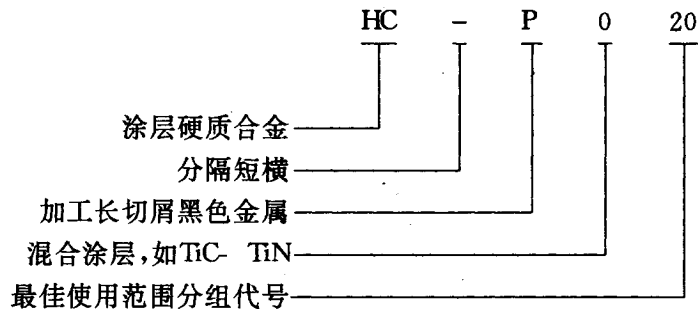 HC - P 0 20
涂层硬质合金
分隔短横
加工长切屑黑色金属
混合涂层,如TiC- TiN
最佳使用范围分组代号